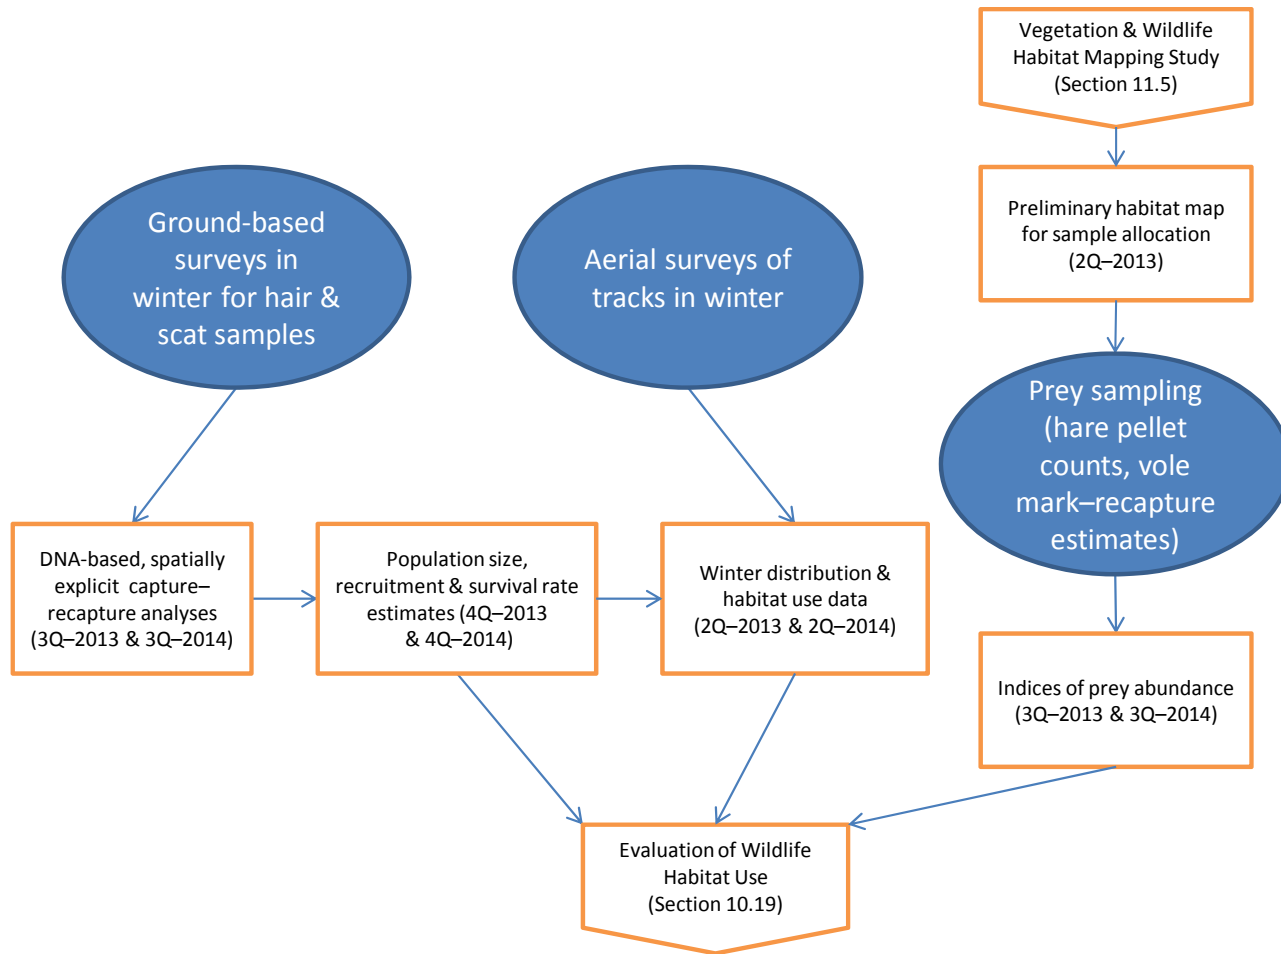 Vegetation & Wildlife
Habitat Mapping Study
(Section 11.5)
Ground-based
surveys in
winter for hair &
scat samples
Aerial surveys of
tracks in winter
Preliminary habitat map
for sample allocation
(2Q–2013)
Prey sampling
(hare pellet
counts, vole
mark–recapture
estimates)
DNA-based, spatially
explicit capture–
recapture analyses
(3Q–2013 & 3Q–2014)
Population size,
recruitment & survival rate
estimates (4Q–2013
& 4Q–2014)
Winter distribution &
habitat use data
(2Q–2013 & 2Q–2014)
Indices of prey abundance
(3Q–2013 & 3Q–2014)
Evaluation of Wildlife
Habitat Use
(Section 10.19)